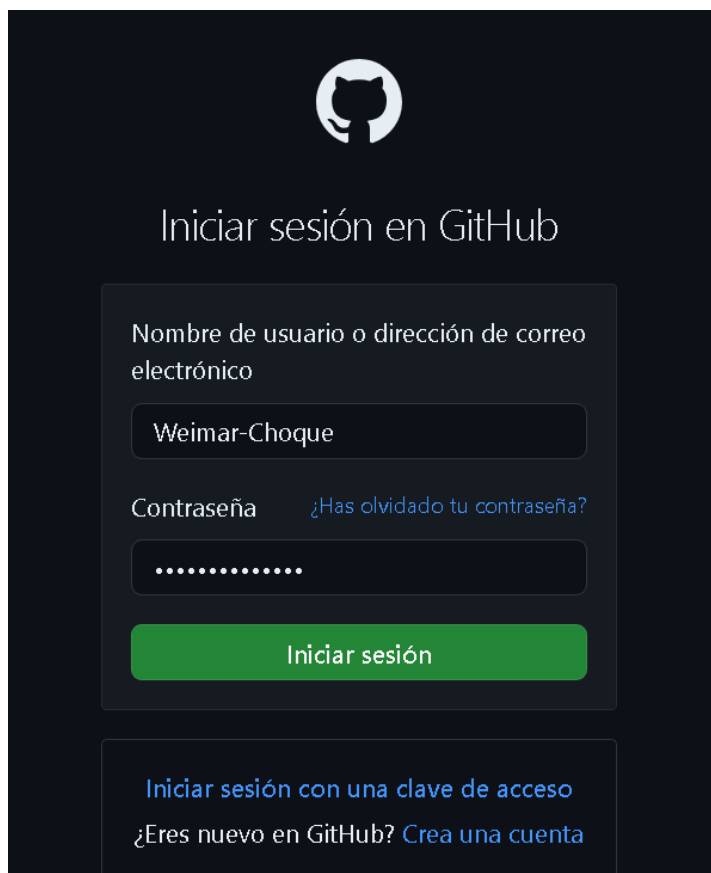 Iniciar sesión en GitHub
Nombre de usuario o dirección de correo
electrónico
Weimar-Choque
Contraseña ¿Has olvidado tu contraseña?
••••••••••••••
Iniciar sesión
Iniciar sesión con una clave de acceso
¿Eres nuevo en GitHub? Crea una cuenta